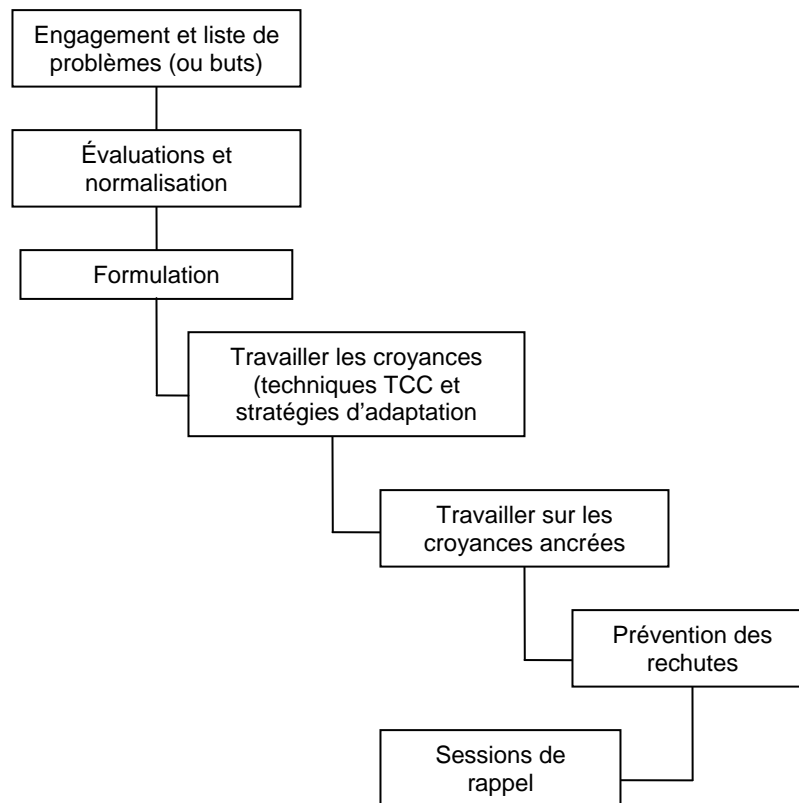 Engagement et liste de
problèmes (ou buts)
Évaluations et
normalisation
Formulation
Travailler les croyances
(techniques TCC et
stratégies d'adaptation
Travailler sur les
croyances ancrées
Prévention des
rechutes
Sessions de
rappel